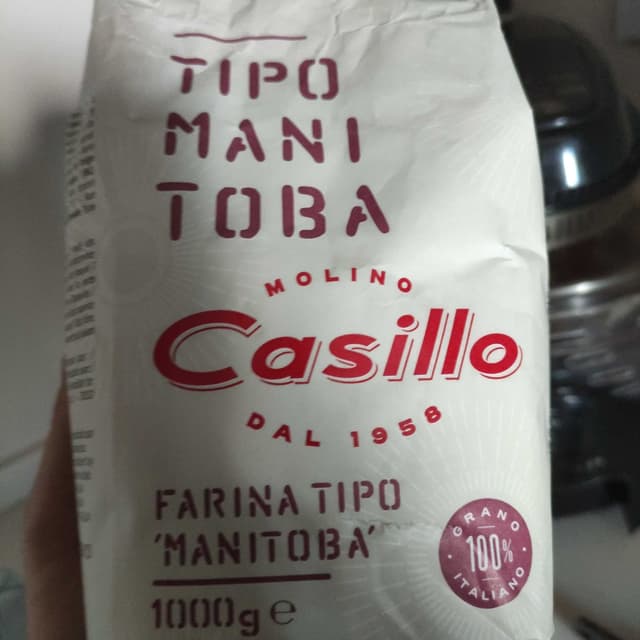 TIPO
MANI
TOBA
MOLINO
Casillo
DAL 1958
FARINA TIPO
'MANITOBA'
1000g e
GRANO
100%
ITALIANO